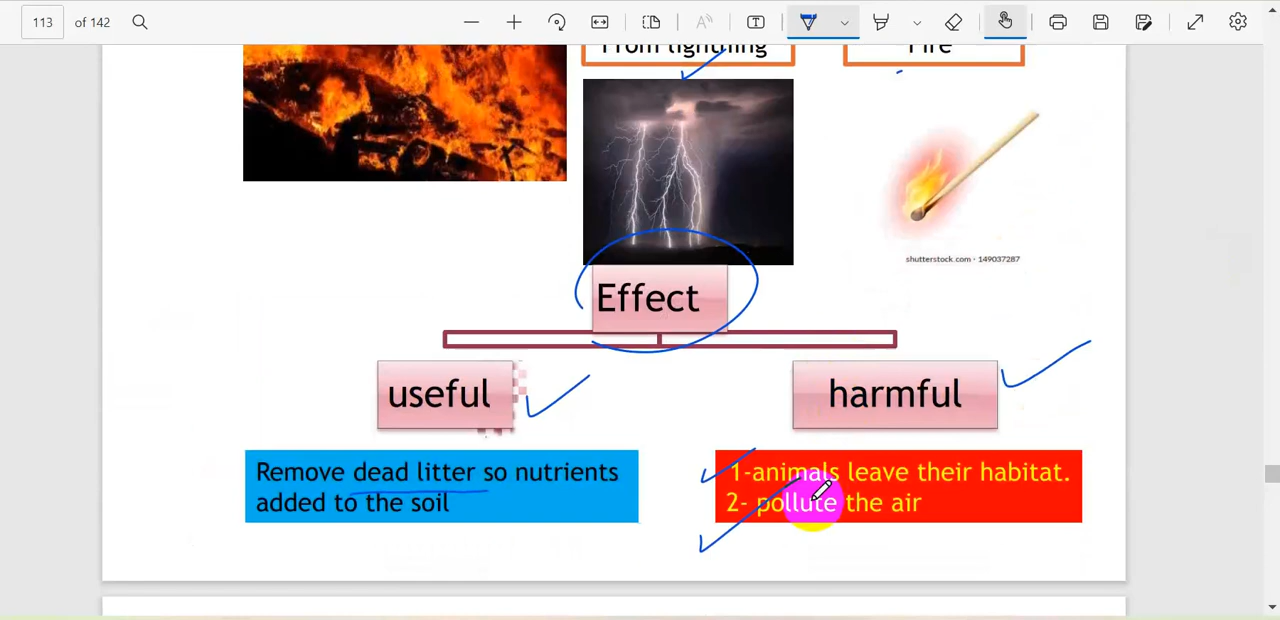 113 of 142
From lightning
Fire
shutterstock.com · 149037287
Effect
useful
harmful
Remove dead litter so nutrients
added to the soil
1-animals leave their habitat.
2- pollute the air